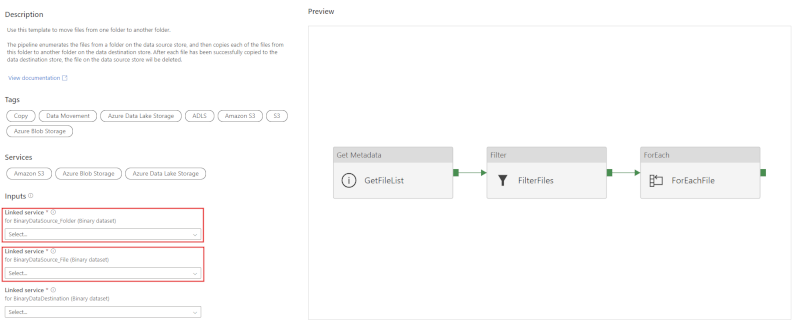 Description
Use this template to move files from one folder to another folder.
The pipeline enumerates the files from a folder on the data source store, and then copies each of the files from
this folder to another folder on the data destination store. After each file has been successfully copied to the
data destination store, the file on the data source store will be deleted.
View documentation
Tags
Copy
Data Movement
Azure Data Lake Storage
ADLS
Amazon S3
S3
Azure Blob Storage
Services
Amazon S3
Azure Blob Storage
Azure Data Lake Storage
Inputs
Linked service *
for BinaryDataSource_Folder (Binary dataset)
Select...
Linked service *
for BinaryDataSource_File (Binary dataset)
Select...
Linked service *
for BinaryDataDestination (Binary dataset)
Select...
Preview
Get Metadata
GetFileList
Filter
FilterFiles
ForEach
ForEachFile